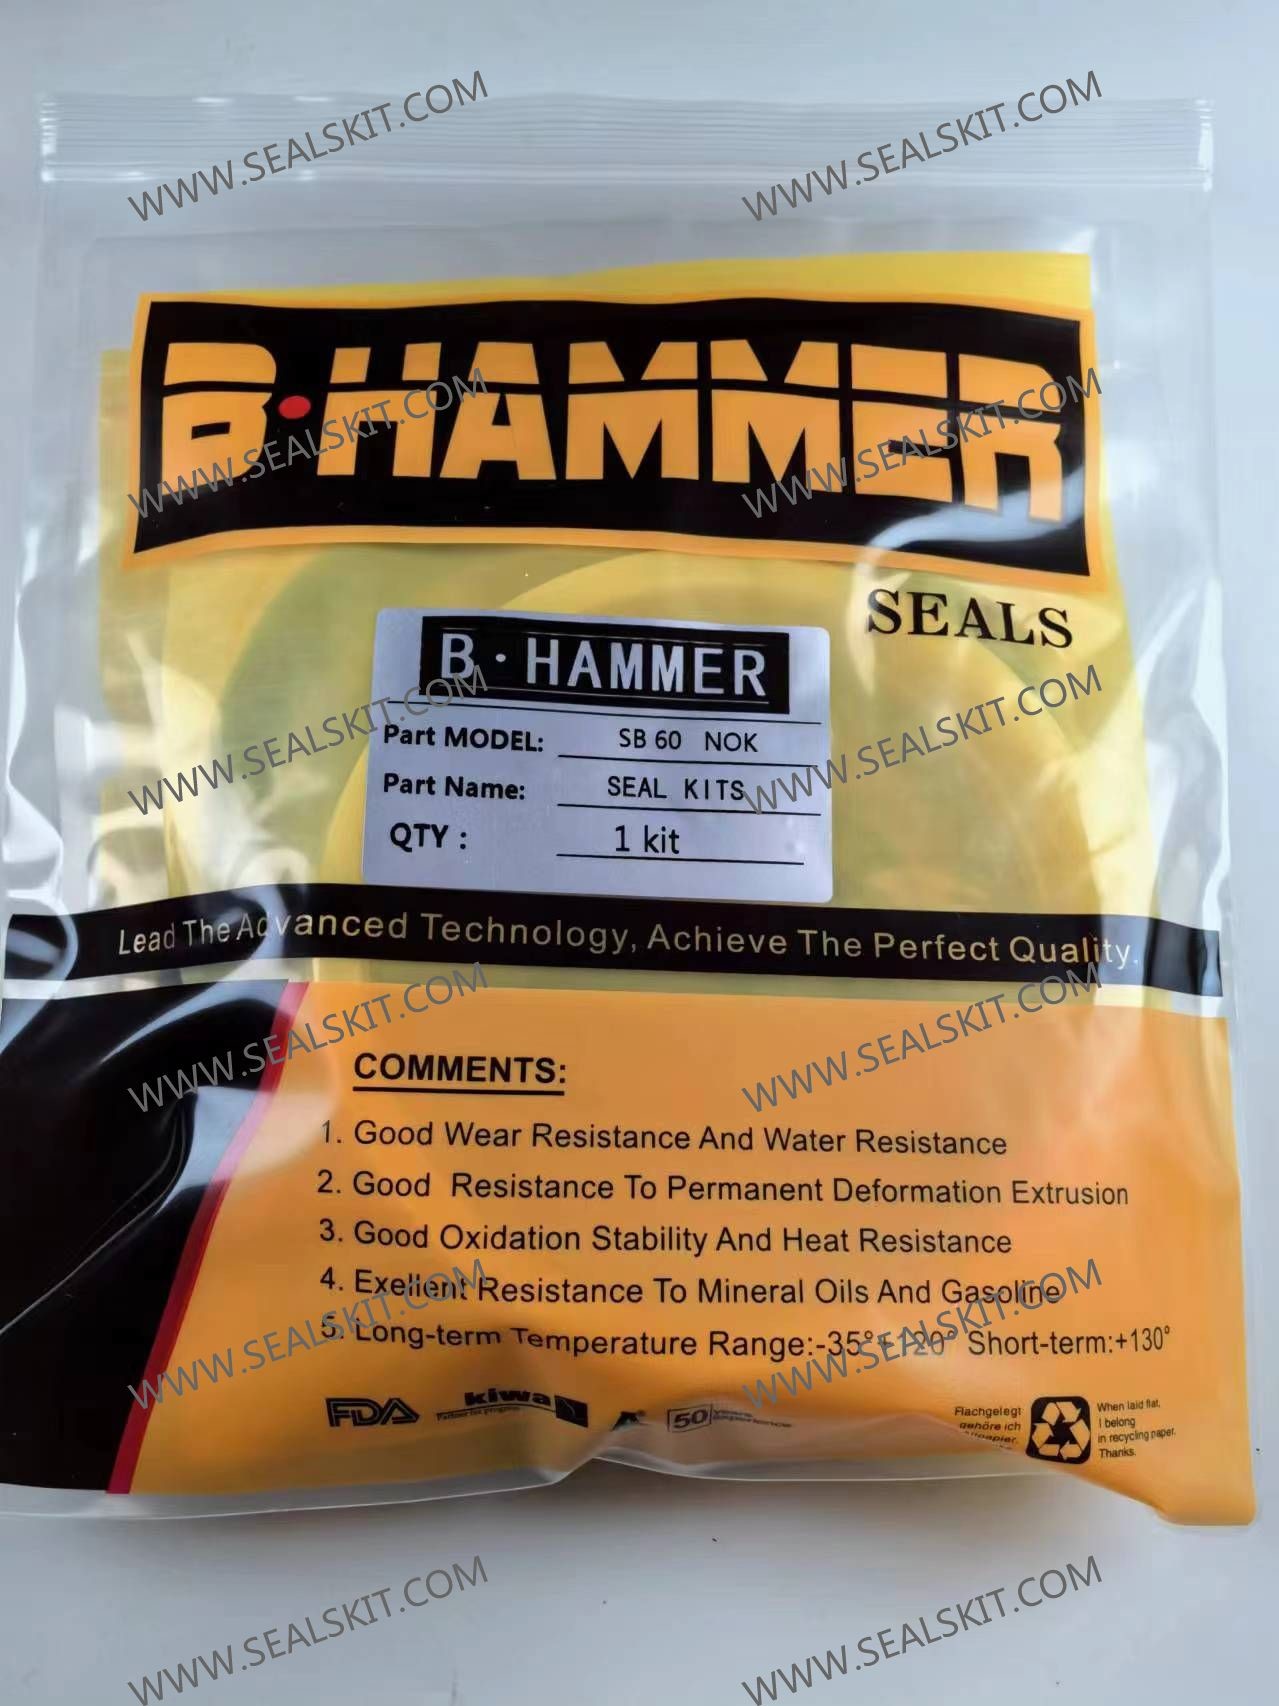 WWW.SEALSKIT.COM WWW.SEALSKIT.COM
B·HAMMER
WWW.SEALSKIT.COM WWW.SEALSKIT.COM
SEALS
B·HAMMER
WWW.SEALSKIT.COM WWW.SEALSKIT.COM
Part MODEL: SB 60 NOK
Part Name: SEAL KITS
QTY : 1 kit
Lead The Advanced Technology, Achieve The Perfect Quality.
WWW.SEALSKIT.COM WWW.SEALSKIT.COM
COMMENTS:
1. Good Wear Resistance And Water Resistance
2. Good Resistance To Permanent Deformation Extrusion
3. Good Oxidation Stability And Heat Resistance
4. Exellent Resistance To Mineral Oils And Gasoline
5. Long-term Temperature Range:-35°+120° Short-term:+130°
WWW.SEALSKIT.COM WWW.SEALSKIT.COM
FDA
kiwa
50
Flachgelegt
gehöre ich
When laid flat,
I belong
in recycling paper.
Thanks.
WWW.SEALSKIT.COM WWW.SEALSKIT.COM